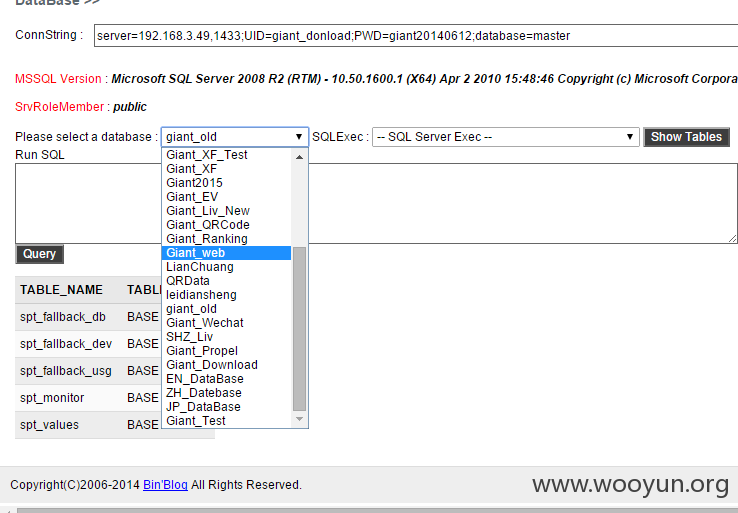 DataBase >>
ConnString : server=192.168.3.49,1433;UID=giant_donload;PWD=giant20140612;database=master
MSSQL Version : Microsoft SQL Server 2008 R2 (RTM) - 10.50.1600.1 (X64) Apr 2 2010 15:48:46 Copyright (c) Microsoft Corpora
SrvRoleMember : public
Please select a database : giant_old SQLExec : -- SQL Server Exec -- Show Tables
Run SQL
Giant_XF_Test
Giant_XF
Giant2015
Giant_EV
Giant_Liv_New
Giant_QRCode
Giant_Ranking
Giant_web
LianChuang
QRData
leidiansheng
giant_old
Giant_Wechat
SHZ_Liv
Giant_Propel
Giant_Download
EN_DataBase
ZH_Datebase
JP_DataBase
Giant_Test
Query
TABLE_NAME TABL
spt_fallback_db BASE
spt_fallback_dev BASE
spt_fallback_usg BASE
spt_monitor BASE
spt_values BASE
Copyright(C)2006-2014 Bin'Blog All Rights Reserved.
www.wooyun.org